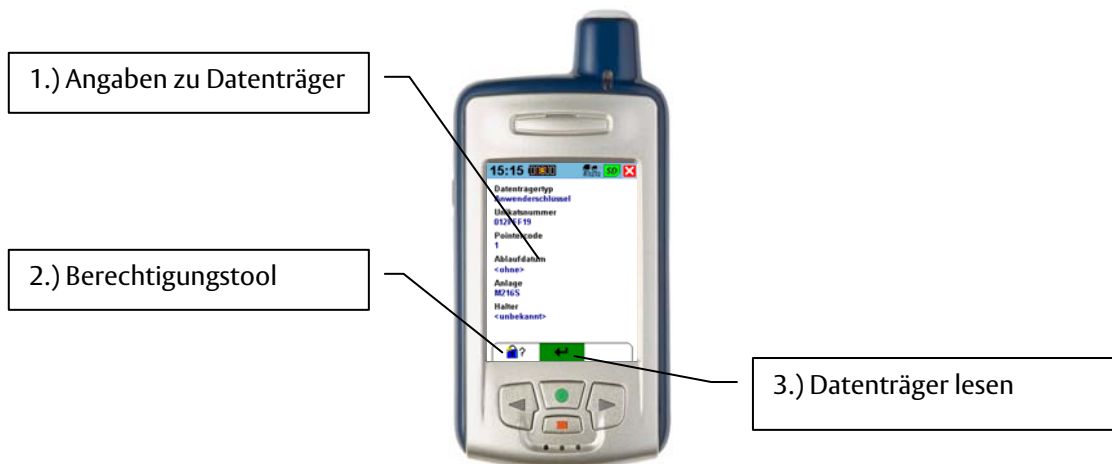 1.) Angaben zu Datenträger
2.) Berechtigungstool
3.) Datenträger lesen
15:15
SD
Datenträgertyp
Anwenderschlüssel
Unikatsnummer
Pointercode
1
Ablaufdatum
<ohne>
Anlage
M216S
Halter
<unbekannt>
?